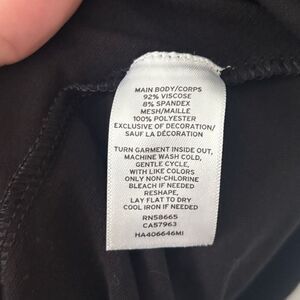 MAIN BODY/CORPS
92% VISCOSE
8% SPANDEX
MESH/MAILLE
100% POLYESTER
EXCLUSIVE OF DECORATION/
SAUF LA DÉCORATION
TURN GARMENT INSIDE OUT,
MACHINE WASH COLD,
GENTLE CYCLE,
WITH LIKE COLORS
ONLY NON-CHLORINE
BLEACH IF NEEDED
RESHAPE,
LAY FLAT TO DRY
COOL IRON IF NEEDED
RN58665
CA57963
HA406646MI